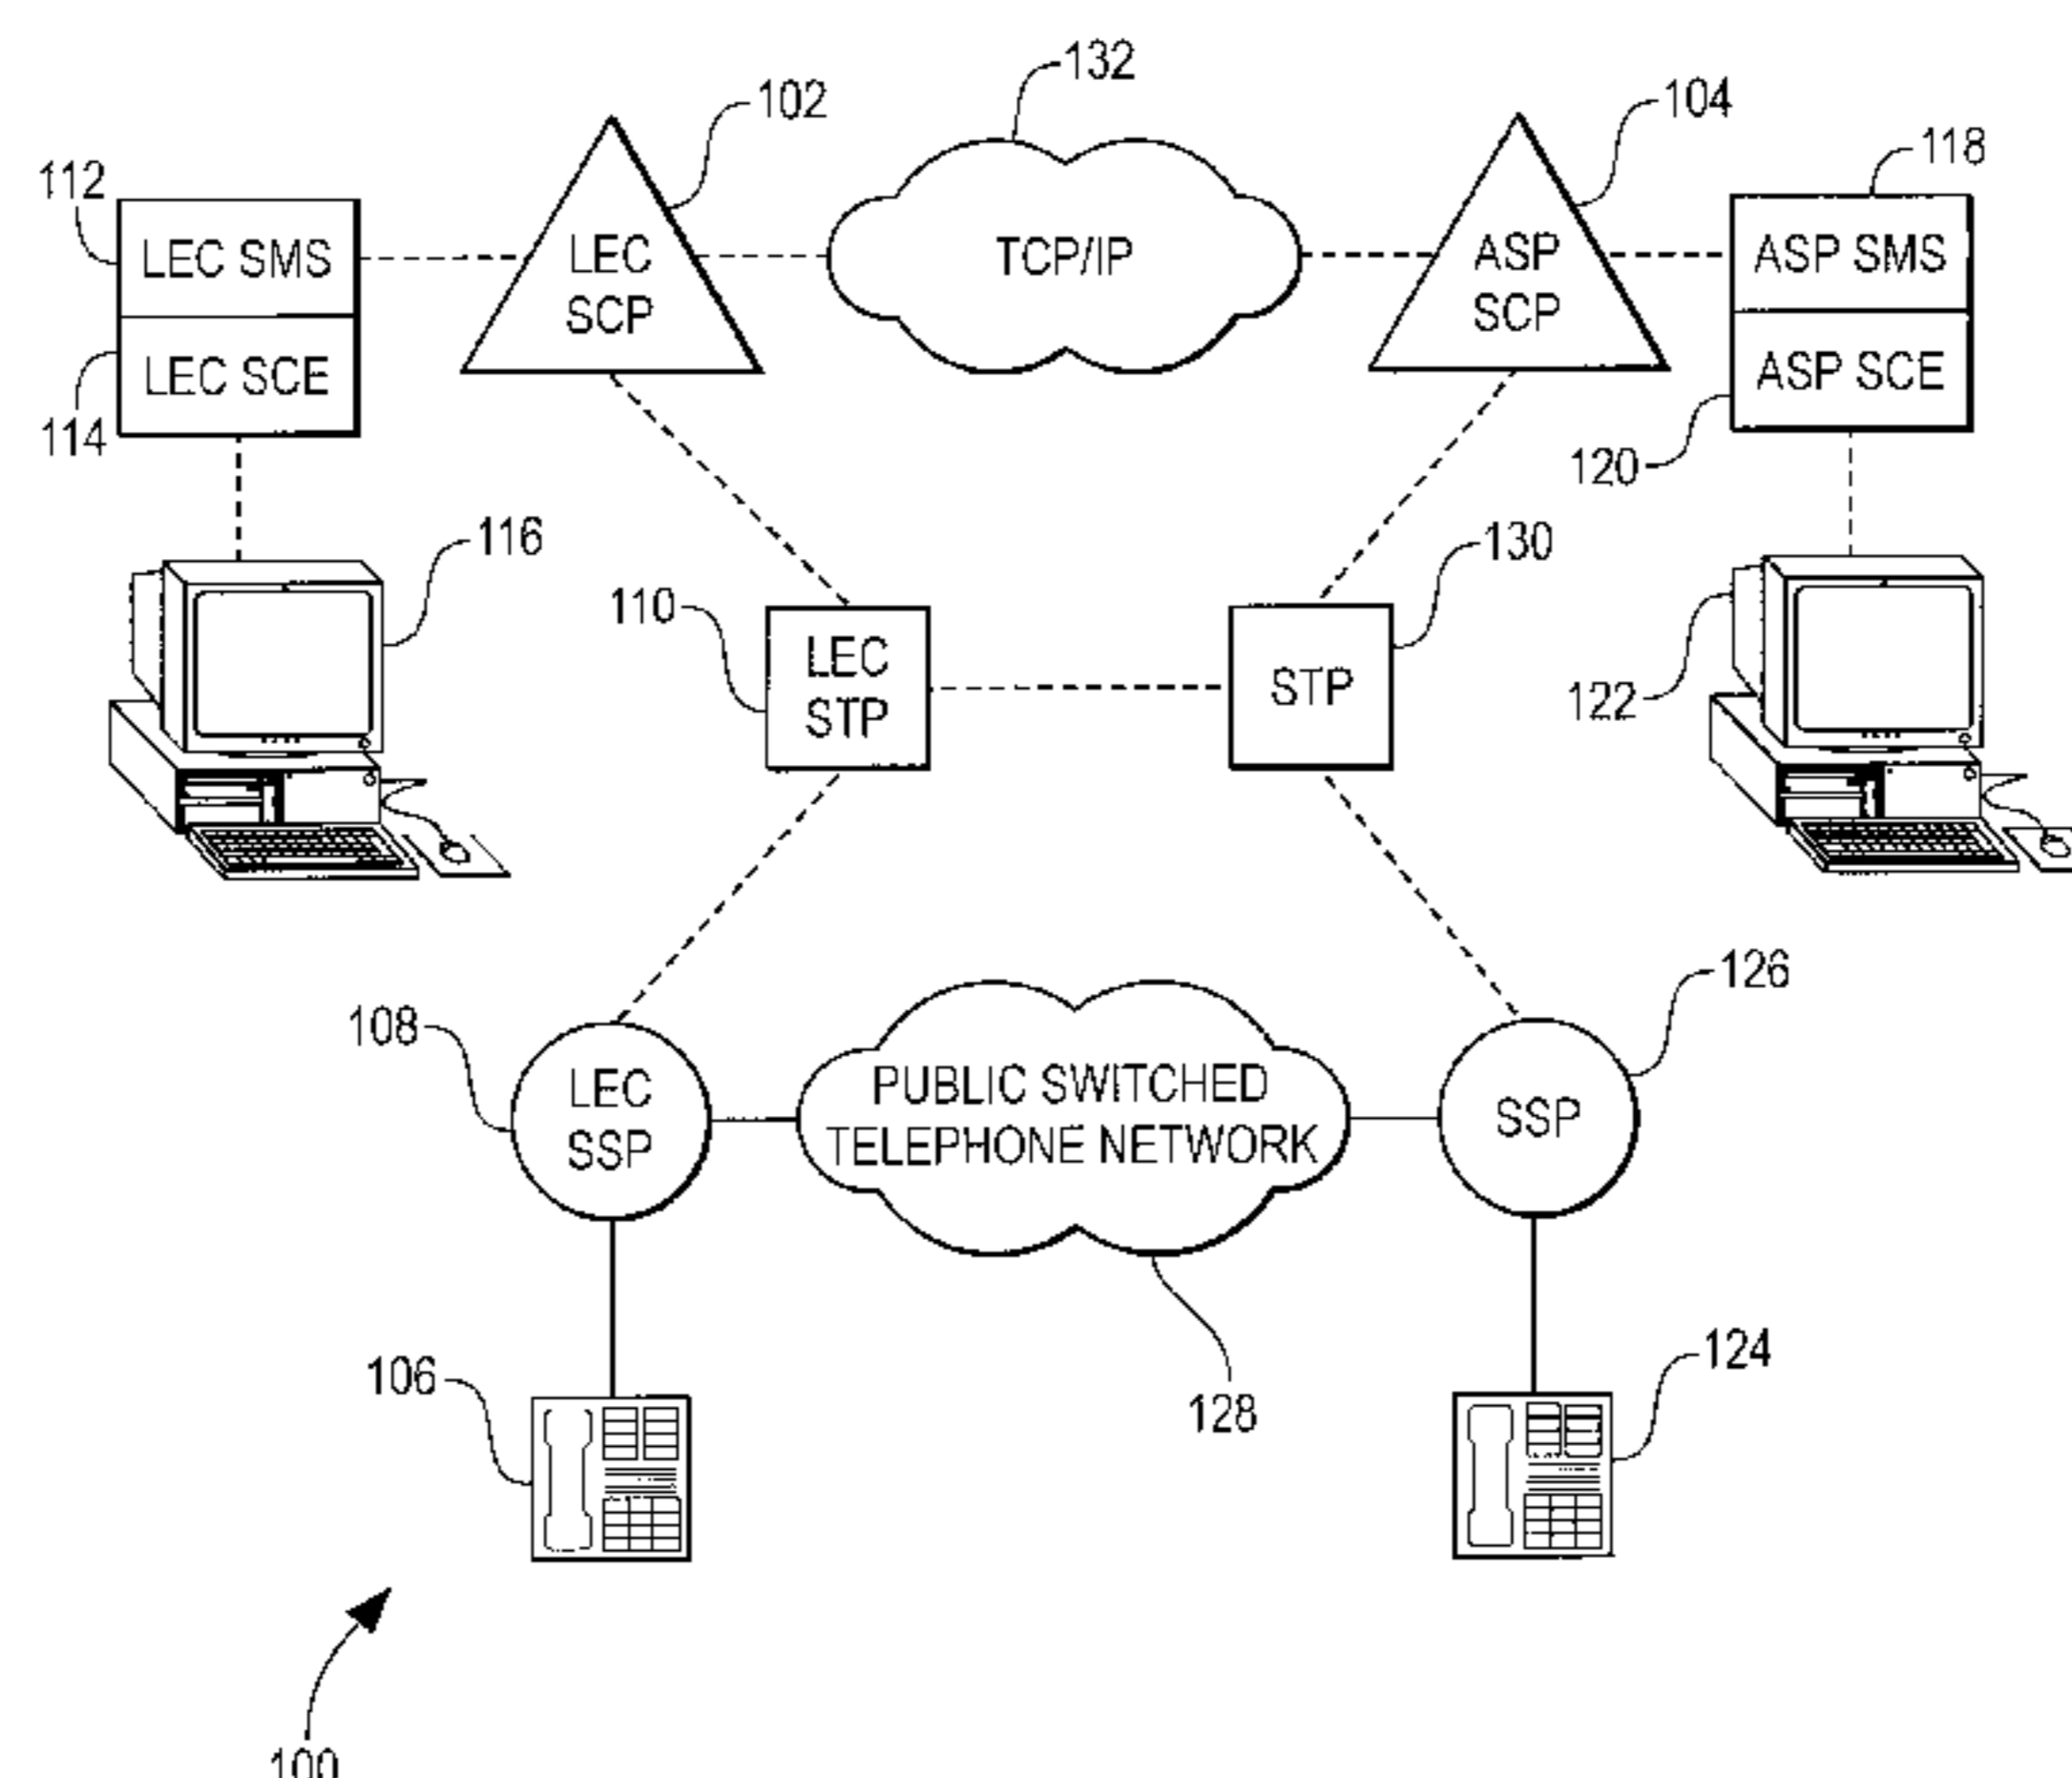 132
102
104
118
112
LEC SMS
LEC
SCP
TCP/IP
ASP
SCP
ASP SMS
LEC SCE
ASP SCE
114
120
116
130
110
LEC
STP
STP
122
126
108
LEC
SSP
PUBLIC SWITCHED
TELEPHONE NETWORK
SSP
106
128
124
100